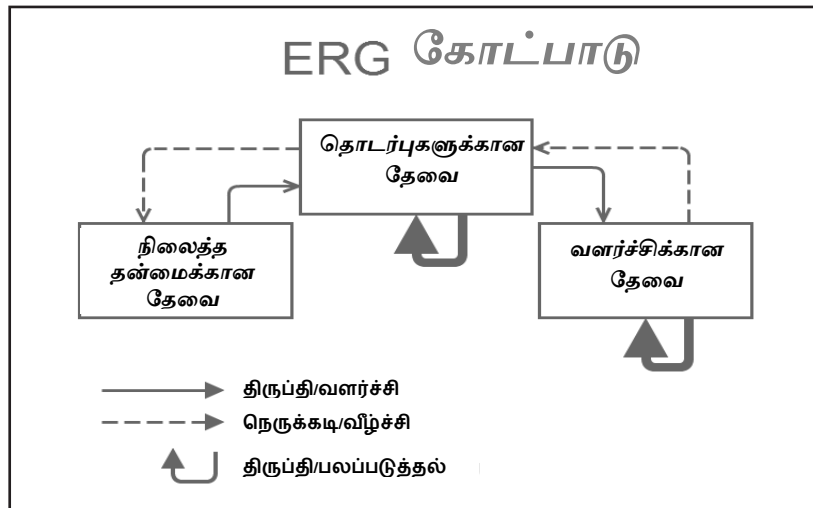 ERG கோட்பாடு
தொடர்புகளுக்கான
தேவை
நிலைத்த
தன்மைக்கான
தேவை
வளர்ச்சிக்கான
தேவை
திருப்தி/வளர்ச்சி
நெருக்கடி/வீழ்ச்சி
திருப்தி/பலப்படுத்தல்